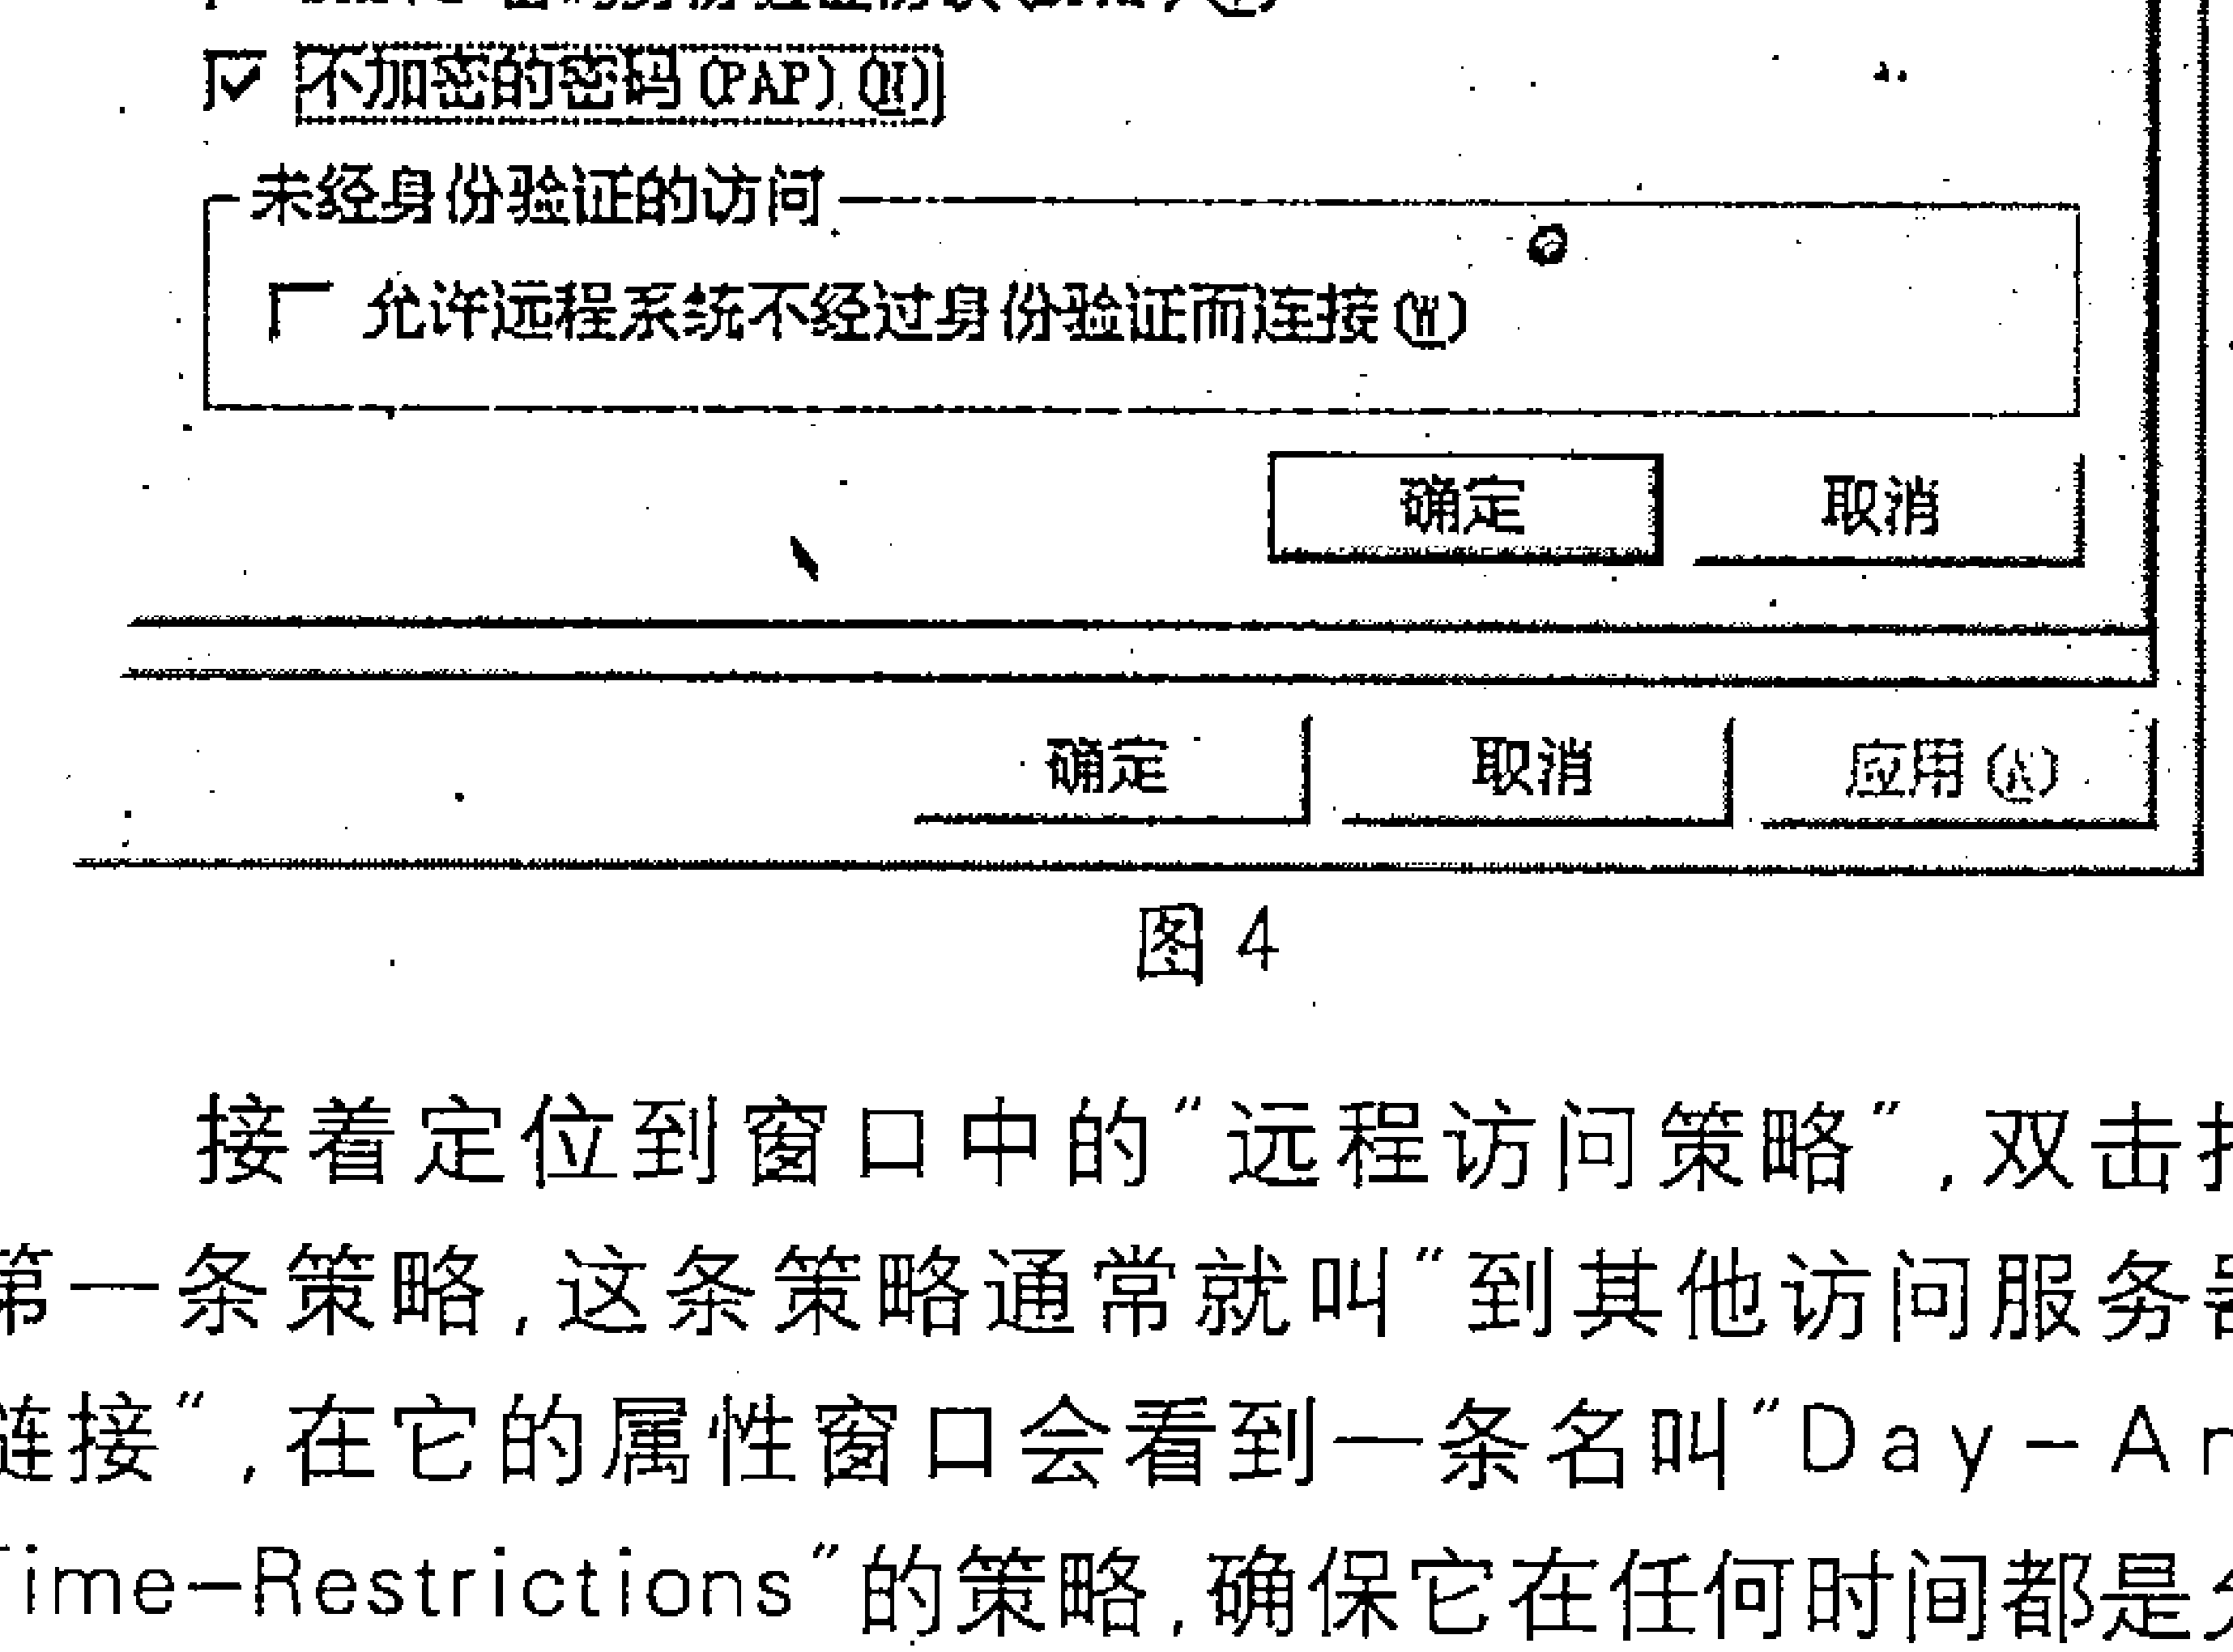 不加密的密码(PAP)(N)
未经身份验证的访问
允许远程系统不经过身份验证而连接(W)
确定 取消
确定 取消 应用(A)
图 4
接着定位到窗口中的"远程访问策略",双击
第一条策略,这条策略通常就叫"到其他访问服务器
链接",在它的属性窗口会看到一条名叫"Day-An
Time-Restrictions"的策略,确保它在任何时间都是